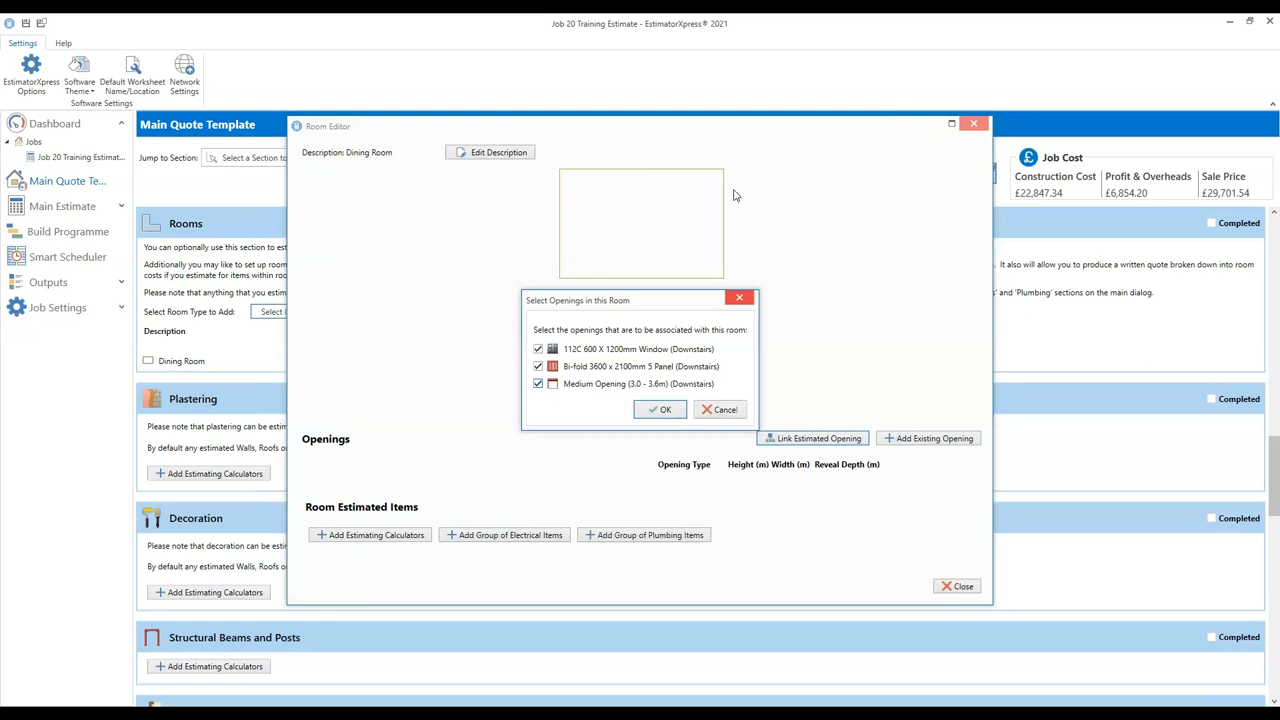 Job 20 Training Estimate - EstimatorXpress® 2021
Settings
Help
EstimatorXpress Options
Software Theme
Default Worksheet Name/Location
Network Settings
Software Settings
Dashboard
Jobs
Job 20 Training Estimat...
Main Quote Te...
Main Estimate
Build Programme
Smart Scheduler
Outputs
Job Settings
Main Quote Template
Jump to Section:
Select a Section to
Job Cost
Construction Cost
Profit & Overheads
Sale Price
£22,847.34
£6,854.20
£29,701.54
Rooms
Completed
You can optionally use this section to est
Additionally you may like to set up room
. It also will allow you to produce a written quote broken down into room
costs if you estimate for items within roo
Please note that anything that you estim
s' and 'Plumbing' sections on the main dialog.
Select Room Type to Add:
Description
Dining Room
Plastering
Completed
Please note that plastering can be estim
By default any estimated Walls, Roofs o
Add Estimating Calculators
Decoration
Completed
Please note that decoration can be estim
By default any estimated Walls, Roofs o
Add Estimating Calculators
Structural Beams and Posts
Completed
Add Estimating Calculators
Room Editor
Description: Dining Room
Edit Description
Select Openings in this Room
Select the openings that are to be associated with this room:
112C 600 X 1200mm Window (Downstairs)
Bi-fold 3600 x 2100mm 5 Panel (Downstairs)
Medium Opening (3.0 - 3.6m) (Downstairs)
OK
Cancel
Openings
Link Estimated Opening
Add Existing Opening
Opening Type
Height (m) Width (m)
Reveal Depth (m)
Room Estimated Items
Add Estimating Calculators
Add Group of Electrical Items
Add Group of Plumbing Items
Close